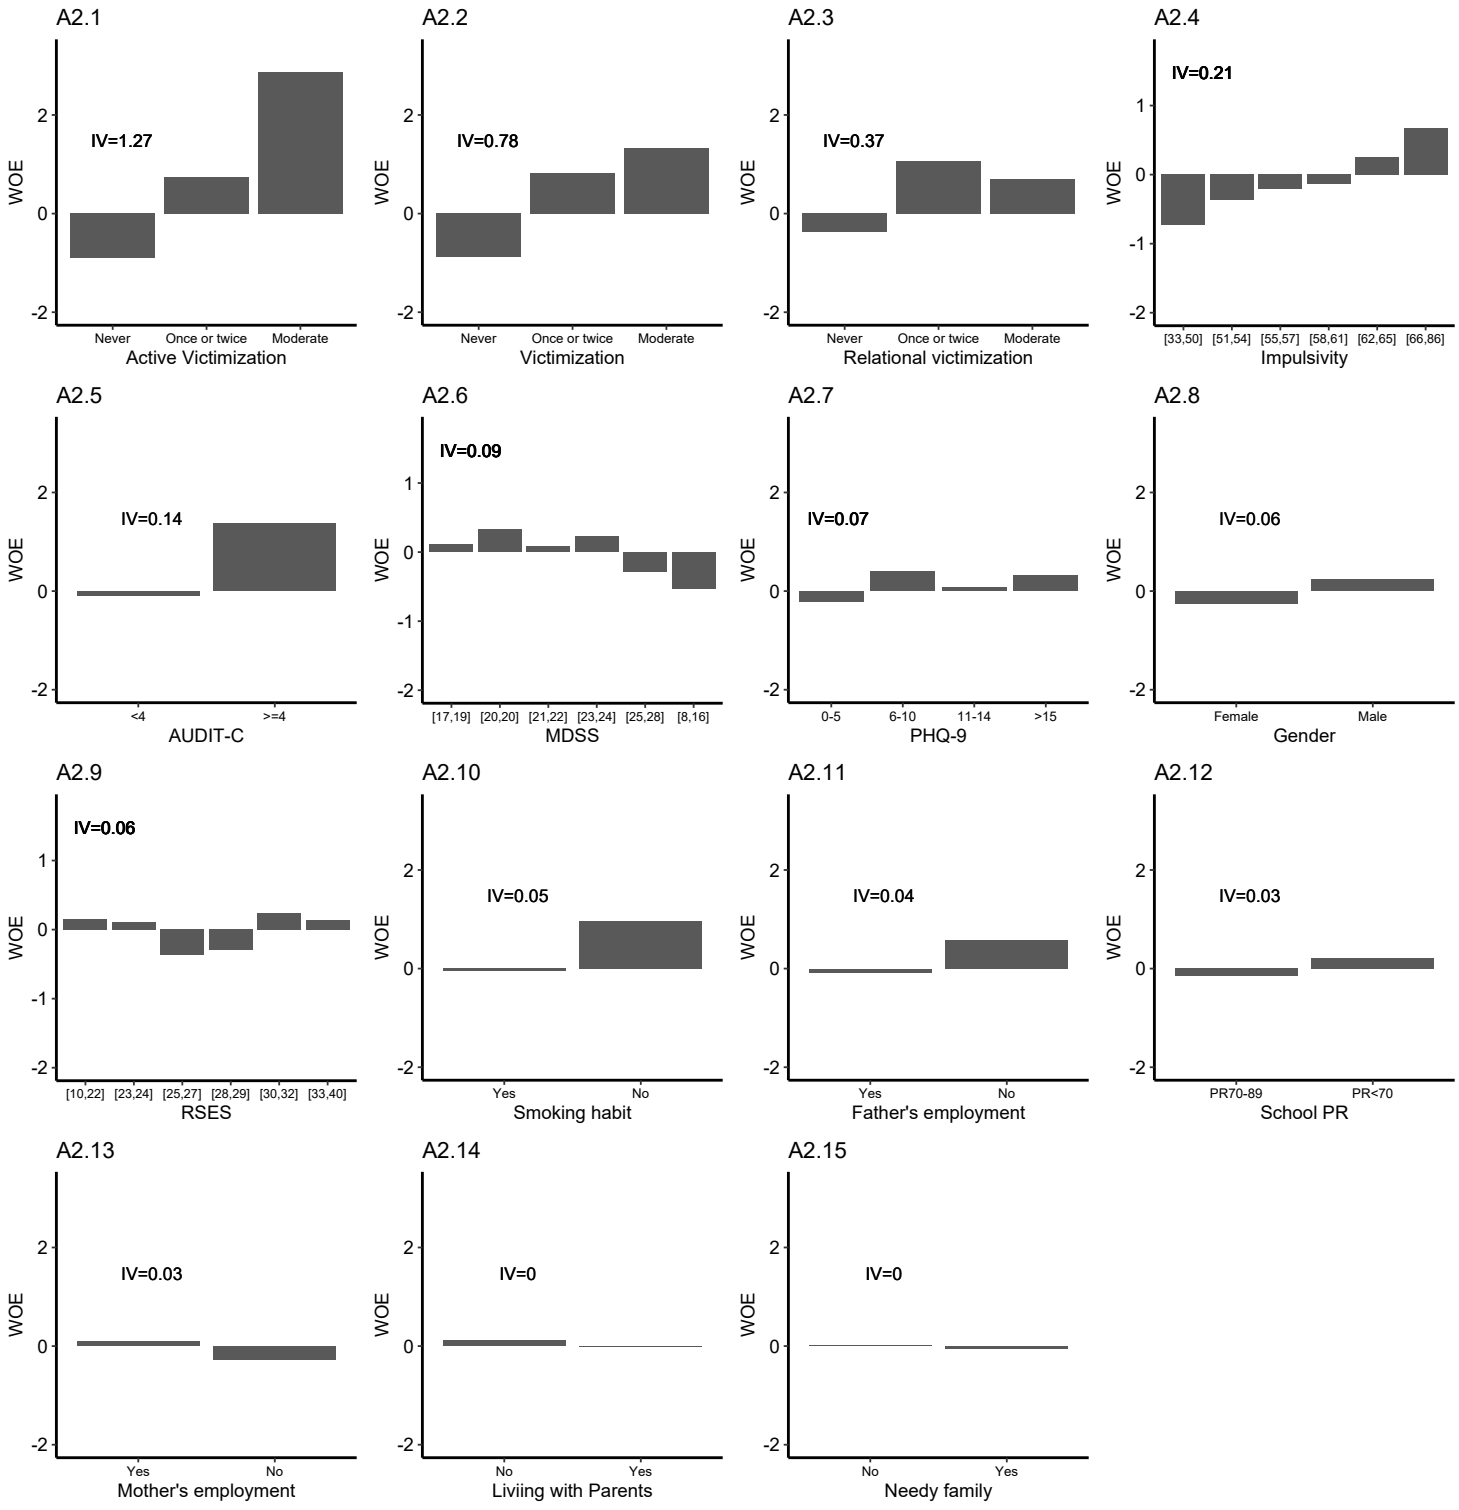 A2.1
A2.2
A2.3
A2.4
2
0
-2
WOE
IV=1.27
Never
Once or twice
Moderate
Active Victimization
2
0
-2
WOE
IV=0.78
Never
Once or twice
Moderate
Victimization
2
0
-2
WOE
IV=0.37
Never
Once or twice
Moderate
Relational victimization
1
0
-1
-2
WOE
IV=0.21
[33,50]
[51,54]
[55,57]
[58,61]
[62,65]
[66,86]
Impulsivity
A2.5
A2.6
A2.7
A2.8
2
0
-2
WOE
IV=0.14
<4
>=4
AUDIT-C
1
0
-1
-2
WOE
IV=0.09
[17,19]
[20,20]
[21,22]
[23,24]
[25,28]
[8,16]
MDSS
2
0
-2
WOE
IV=0.07
0-5
6-10
11-14
>15
PHQ-9
2
0
-2
WOE
IV=0.06
Female
Male
Gender
A2.9
A2.10
A2.11
A2.12
1
0
-1
-2
WOE
IV=0.06
[10,22]
[23,24]
[25,27]
[28,29]
[30,32]
[33,40]
RSES
2
0
-2
WOE
IV=0.05
Yes
No
Smoking habit
2
0
-2
WOE
IV=0.04
Yes
No
Father's employment
2
0
-2
WOE
IV=0.03
PR70-89
PR<70
School PR
A2.13
A2.14
A2.15
2
0
-2
WOE
IV=0.03
Yes
No
Mother's employment
2
0
-2
WOE
IV=0
No
Yes
Liviing with Parents
2
0
-2
WOE
IV=0
No
Yes
Needy family